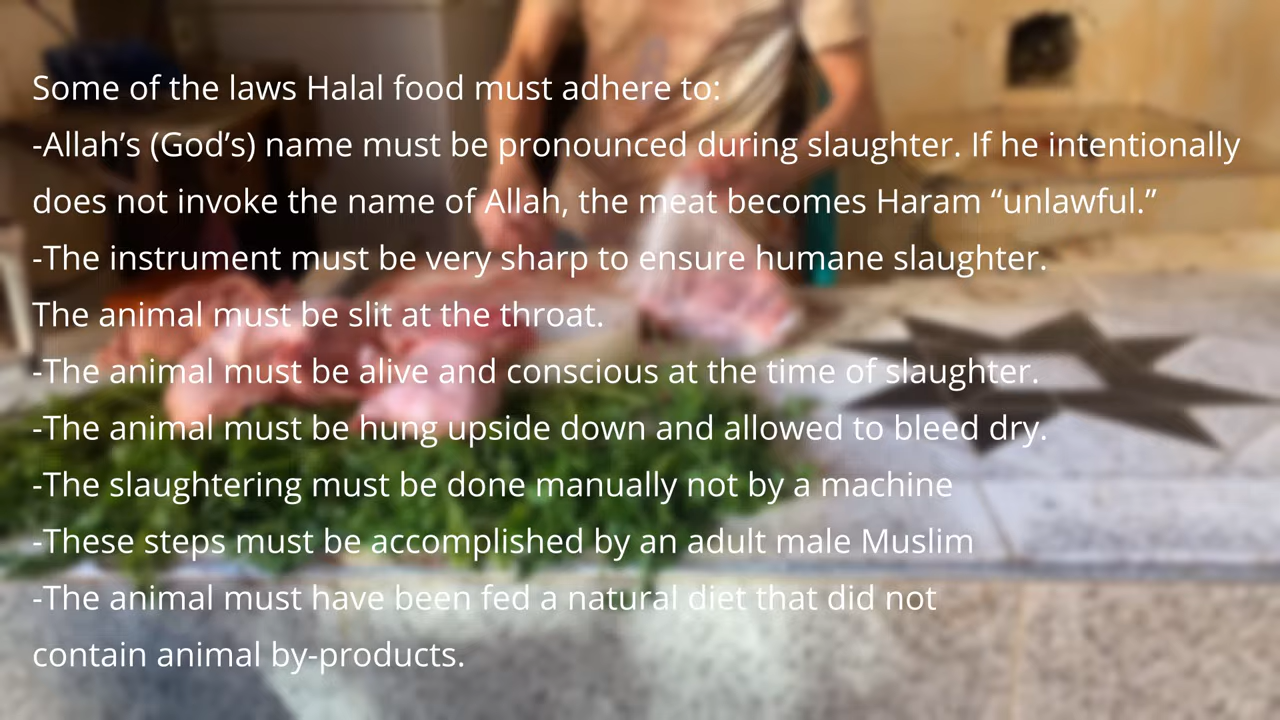 Some of the laws Halal food must adhere to:
-Allah’s (God’s) name must be pronounced during slaughter. If he intentionally
does not invoke the name of Allah, the meat becomes Haram “unlawful.”
-The instrument must be very sharp to ensure humane slaughter.
The animal must be slit at the throat.
-The animal must be alive and conscious at the time of slaughter.
-The animal must be hung upside down and allowed to bleed dry.
-The slaughtering must be done manually not by a machine
-These steps must be accomplished by an adult male Muslim
-The animal must have been fed a natural diet that did not
contain animal by-products.